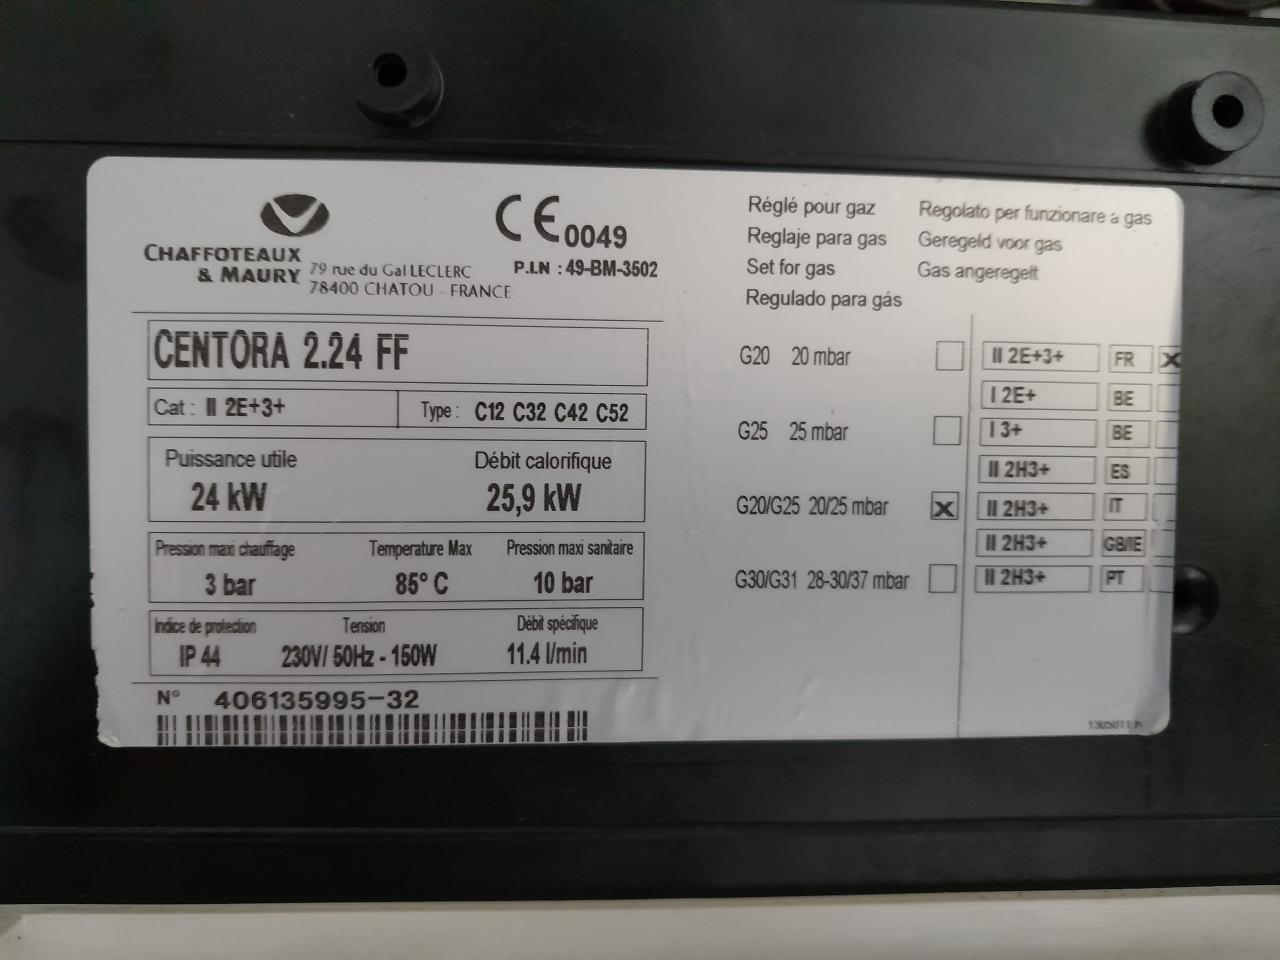 CHAFFOTEAUX
& MAURY
79 rue du Gal LECLERC
78400 CHATOU - FRANCE
CE 0049
P.I.N : 49-BM-3502
CENTORA 2.24 FF
Cat : II 2E+3+ Type : C12 C32 C42 C52
Puissance utile Débit calorifique
24 kW 25,9 kW
Pression maxi chauffage Temperature Max Pression maxi sanitaire
3 bar 85° C 10 bar
Indice de protection Tension Débit spécifique
IP 44 230V/ 50Hz - 150W 11.4 l/min
N° 406135995-32
Réglé pour gaz Regolato per funzionare a gas
Reglaje para gas Geregeld voor gas
Set for gas Gas angeregelt
Regulado para gás
G20 20 mbar
G25 25 mbar
G20/G25 20/25 mbar X
G30/G31 28-30/37 mbar
II 2E+3+ FR X
I 2E+ BE
I 3+ BE
II 2H3+ ES
II 2H3+ IT
II 2H3+ GB/IE
II 2H3+ PT